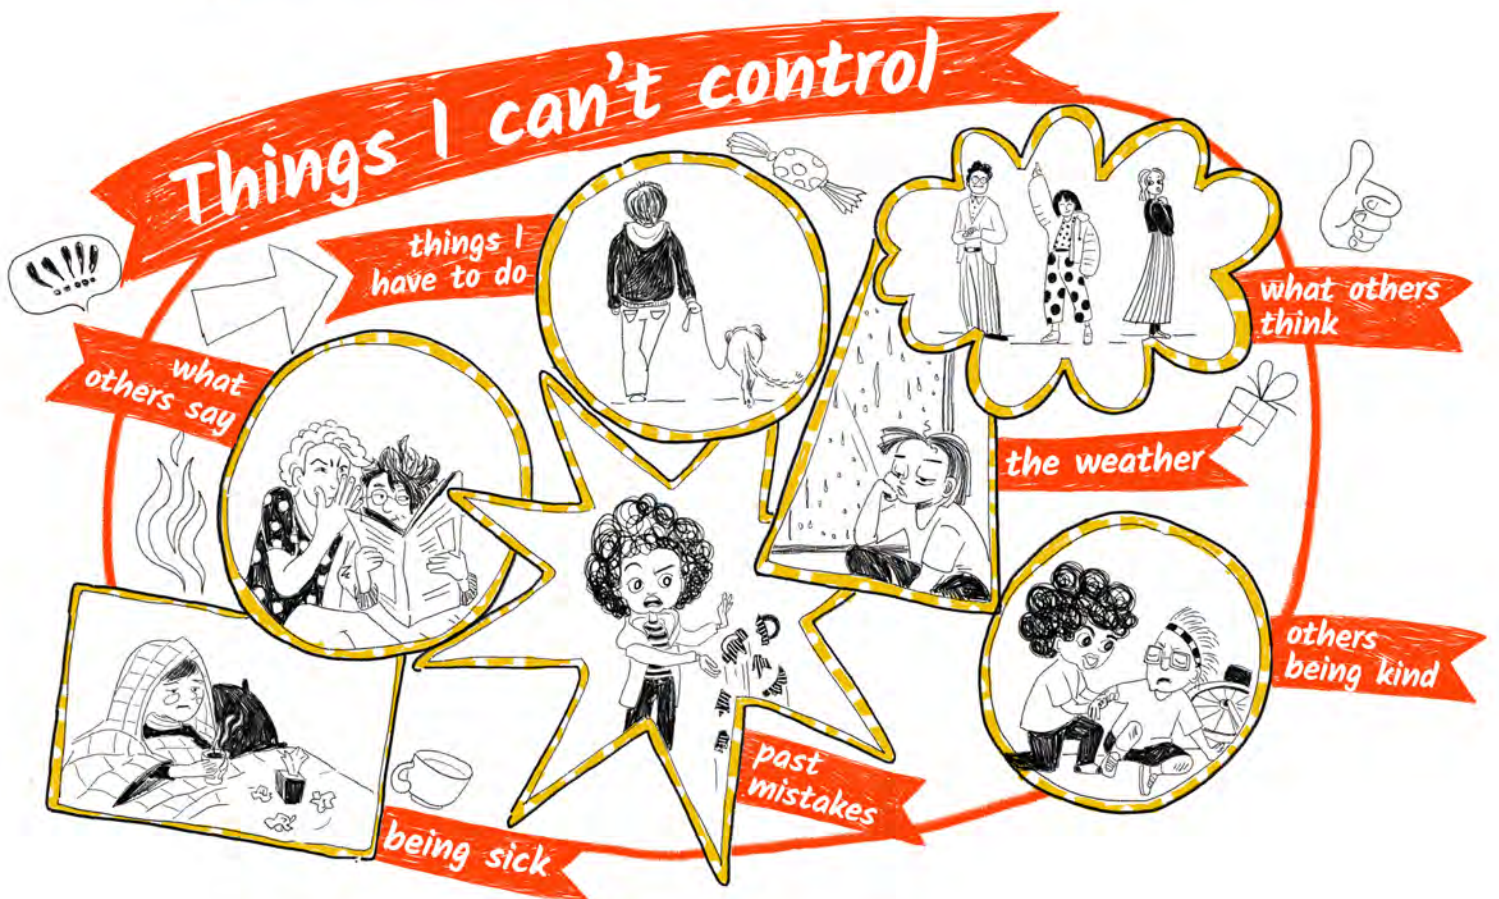 Things I can't control
things I
have to do
what others
think
what
others say
the weather
others
being kind
past
mistakes
being sick